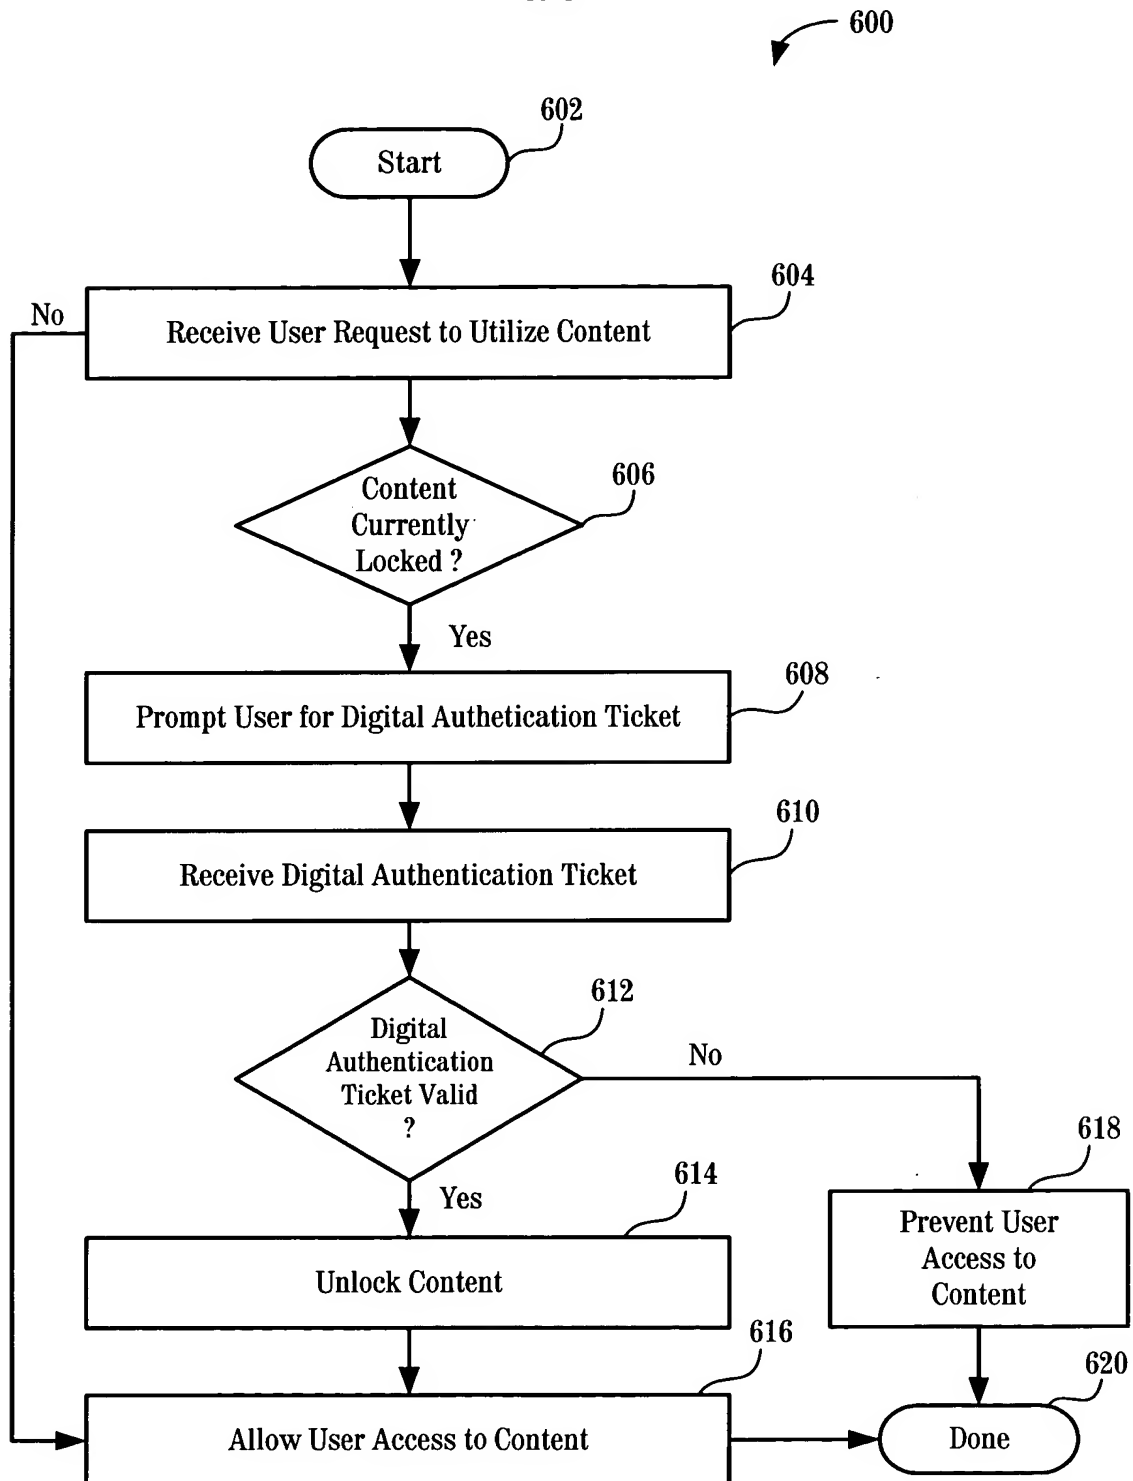 600
602
Start
604
No
Receive User Request to Utilize Content
606
Content
Currently
Locked ?
Yes
608
Prompt User for Digital Authetication Ticket
610
Receive Digital Authentication Ticket
612
Digital
Authentication
Ticket Valid
?
No
618
Yes
614
Prevent User
Access to
Content
Unlock Content
616
620
Allow User Access to Content
Done